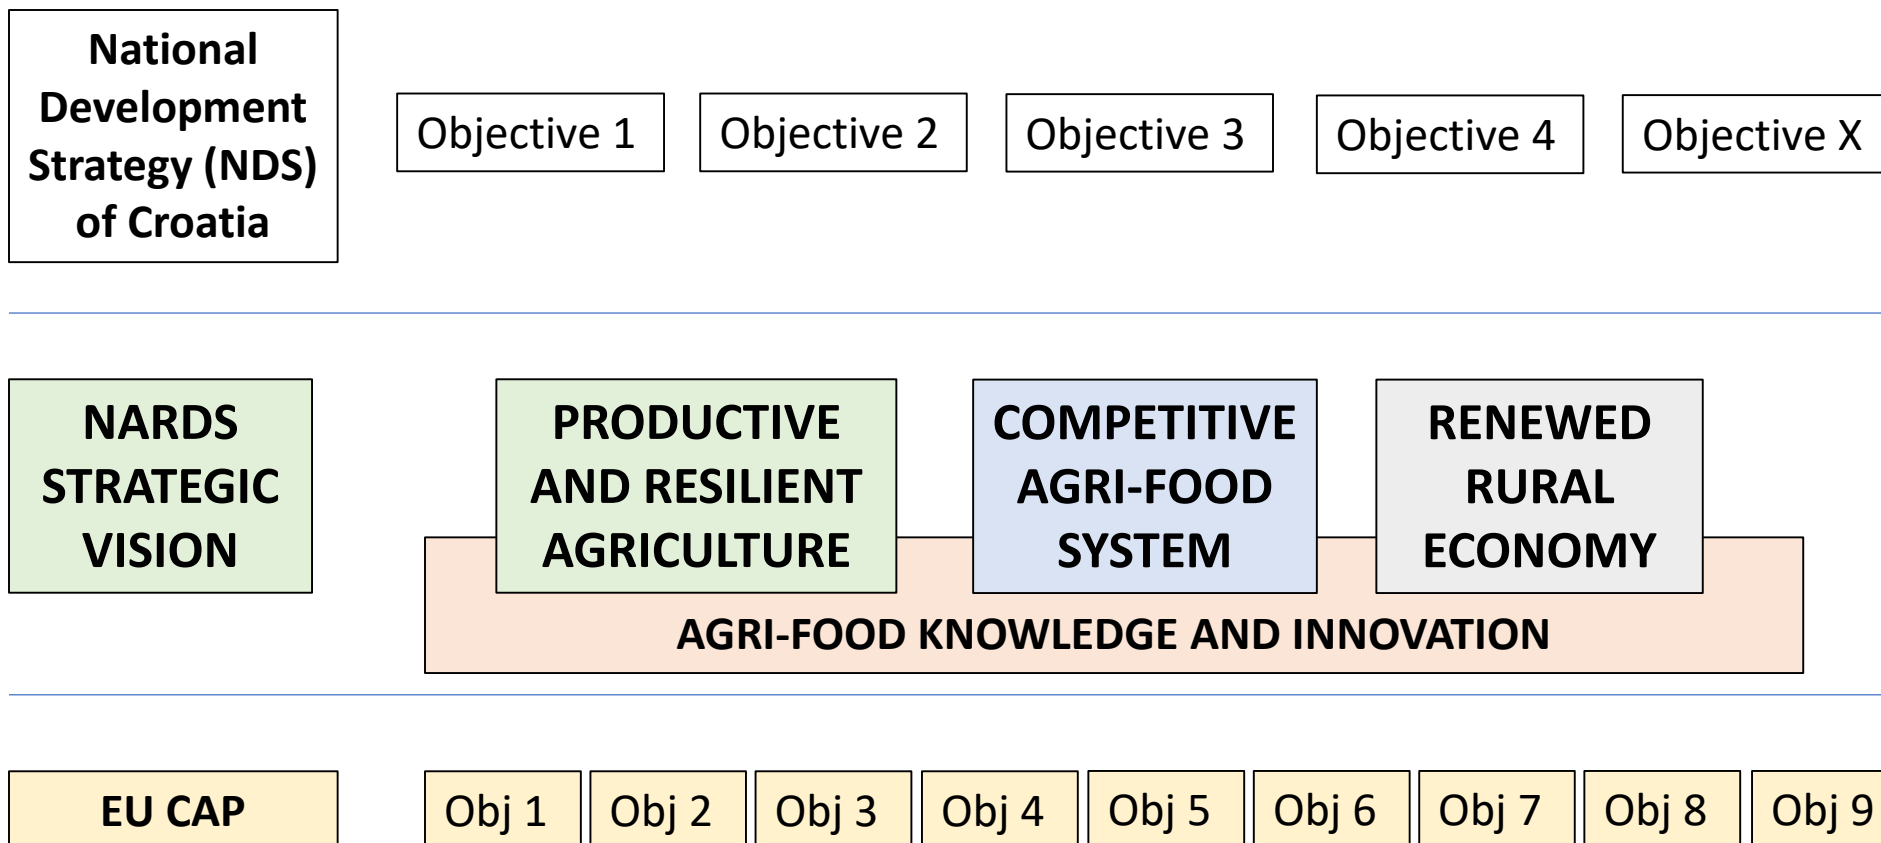 National
Development
Strategy (NDS)
of Croatia
Objective 1
Objective 2
Objective 3
Objective 4
Objective X
NARDS
STRATEGIC
VISION
PRODUCTIVE
AND RESILIENT
AGRICULTURE
COMPETITIVE
AGRI-FOOD
SYSTEM
RENEWED
RURAL
ECONOMY
AGRI-FOOD KNOWLEDGE AND INNOVATION
EU CAP
Obj 1
Obj 2
Obj 3
Obj 4
Obj 5
Obj 6
Obj 7
Obj 8
Obj 9